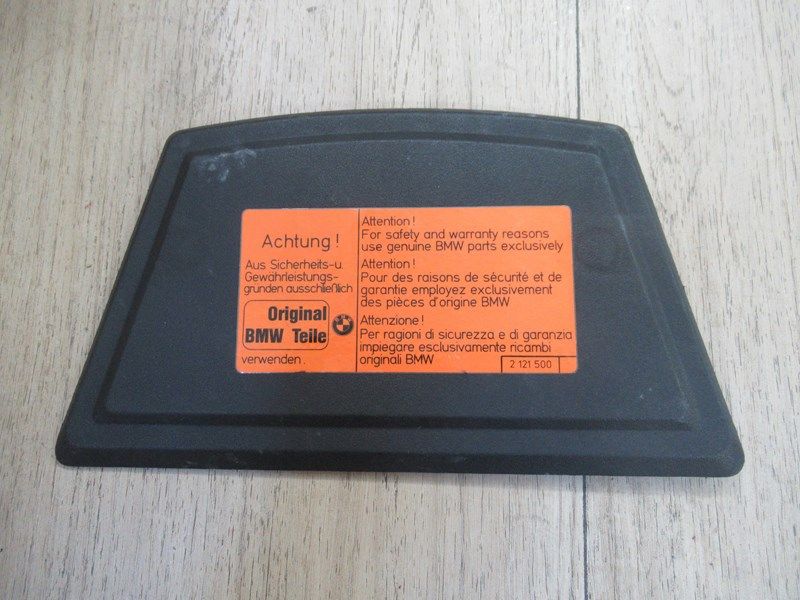 Achtung !
Aus Sicherheits-u.
Gewährleistungs-
gründen ausschließlich
Original
BMW Teile
verwenden.
Attention !
For safety and warranty reasons
use genuine BMW parts exclusively
Attention !
Pour des raisons de sécurité et de
garantie employez exclusivement
des pièces d'origine BMW
Attenzione !
Per ragioni di sicurezza e di garanzia
impiegare esclusivamente ricambi
originali BMW
2 121 500